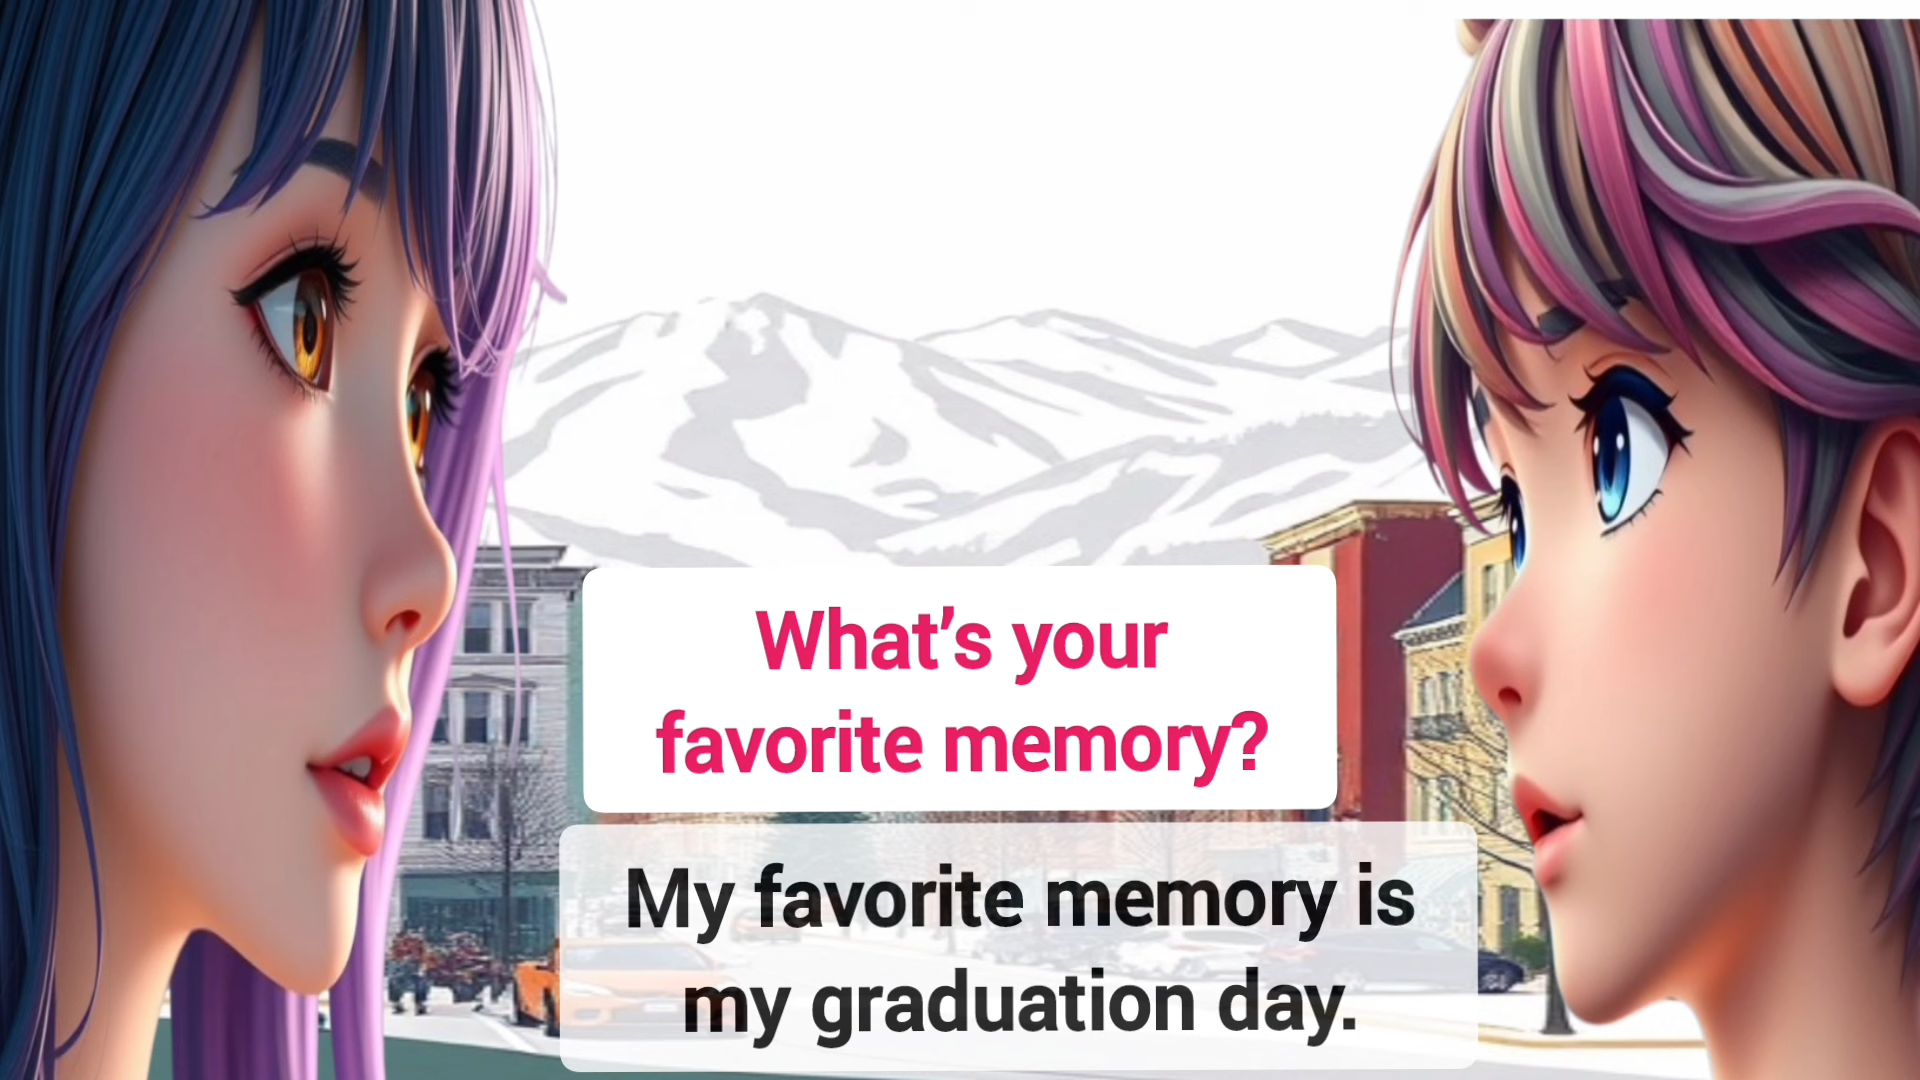 What’s your
favorite memory?
My favorite memory is
my graduation day.